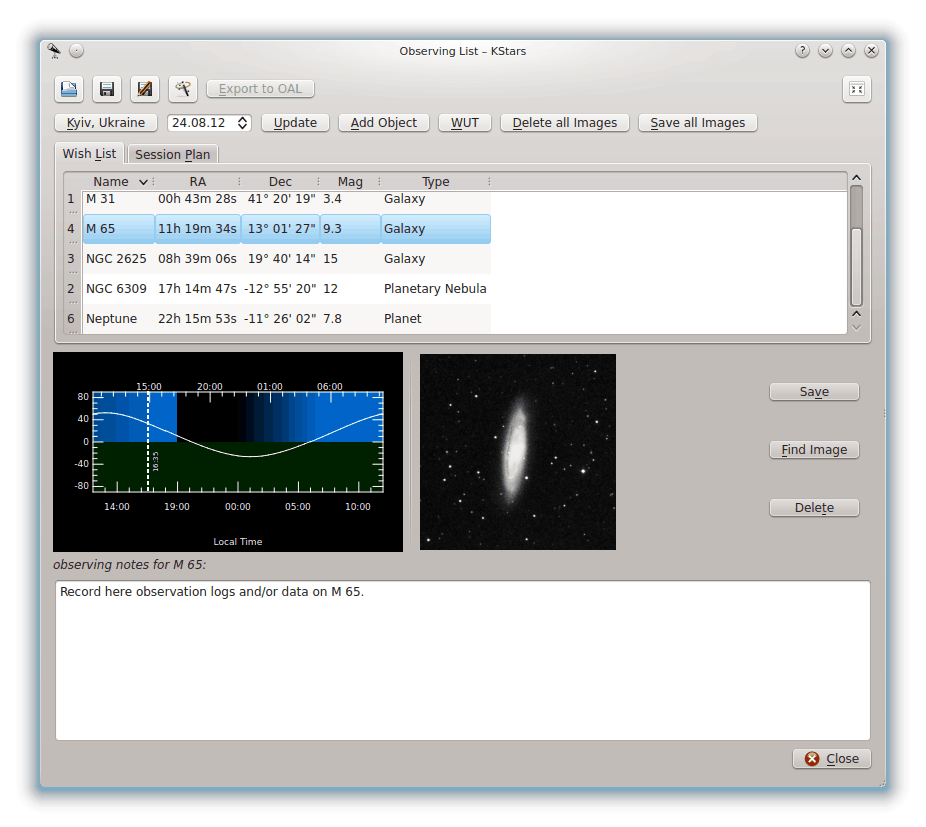 Observing List – KStars
Export to OAL
Kyiv, Ukraine 24.08.12 Update Add Object WUT Delete all Images Save all Images
Wish List Session Plan
Name RA Dec Mag Type
1 M 31 00h 43m 28s 41° 20' 19" 3.4 Galaxy
4 M 65 11h 19m 34s 13° 01' 27" 9.3 Galaxy
3 NGC 2625 08h 39m 06s 19° 40' 14" 15 Galaxy
2 NGC 6309 17h 14m 47s -12° 55' 20" 12 Planetary Nebula
6 Neptune 22h 15m 53s -11° 26' 02" 7.8 Planet
15:00 20:00 01:00 06:00
80
40
0
-40
-80
16:35
14:00 19:00 00:00 05:00 10:00
Local Time
Save
Find Image
Delete
observing notes for M 65:
Record here observation logs and/or data on M 65.
Close